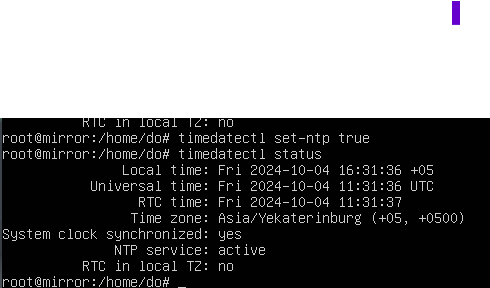 RTC in local TZ: no
root@mirror:/home/do# timedatectl set-ntp true
root@mirror:/home/do# timedatectl status
Local time: Fri 2024-10-04 16:31:36 +05
Universal time: Fri 2024-10-04 11:31:36 UTC
RTC time: Fri 2024-10-04 11:31:37
Time zone: Asia/Yekaterinburg (+05, +0500)
System clock synchronized: yes
NTP service: active
RTC in local TZ: no
root@mirror:/home/do# _